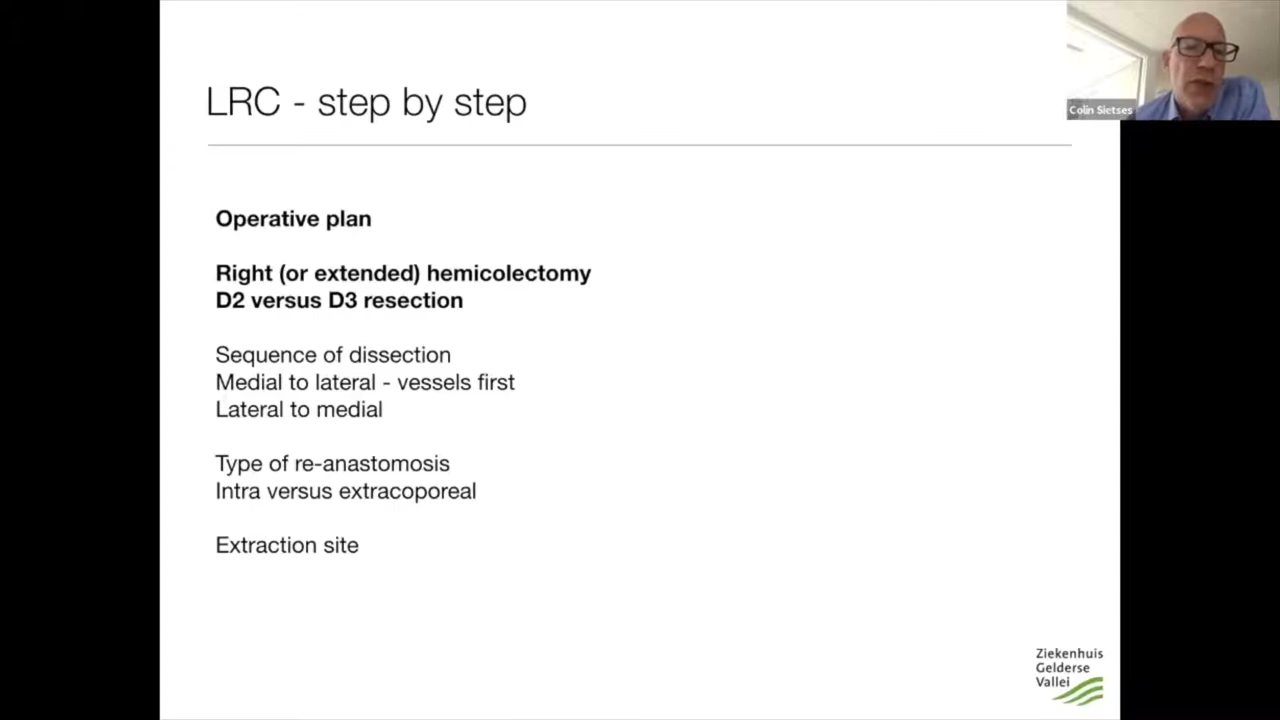 LRC - step by step
Colin Sietses
Operative plan
Right (or extended) hemicolectomy
D2 versus D3 resection
Sequence of dissection
Medial to lateral - vessels first
Lateral to medial
Type of re-anastomosis
Intra versus extracoporeal
Extraction site
Ziekenhuis
Gelderse
Vallei